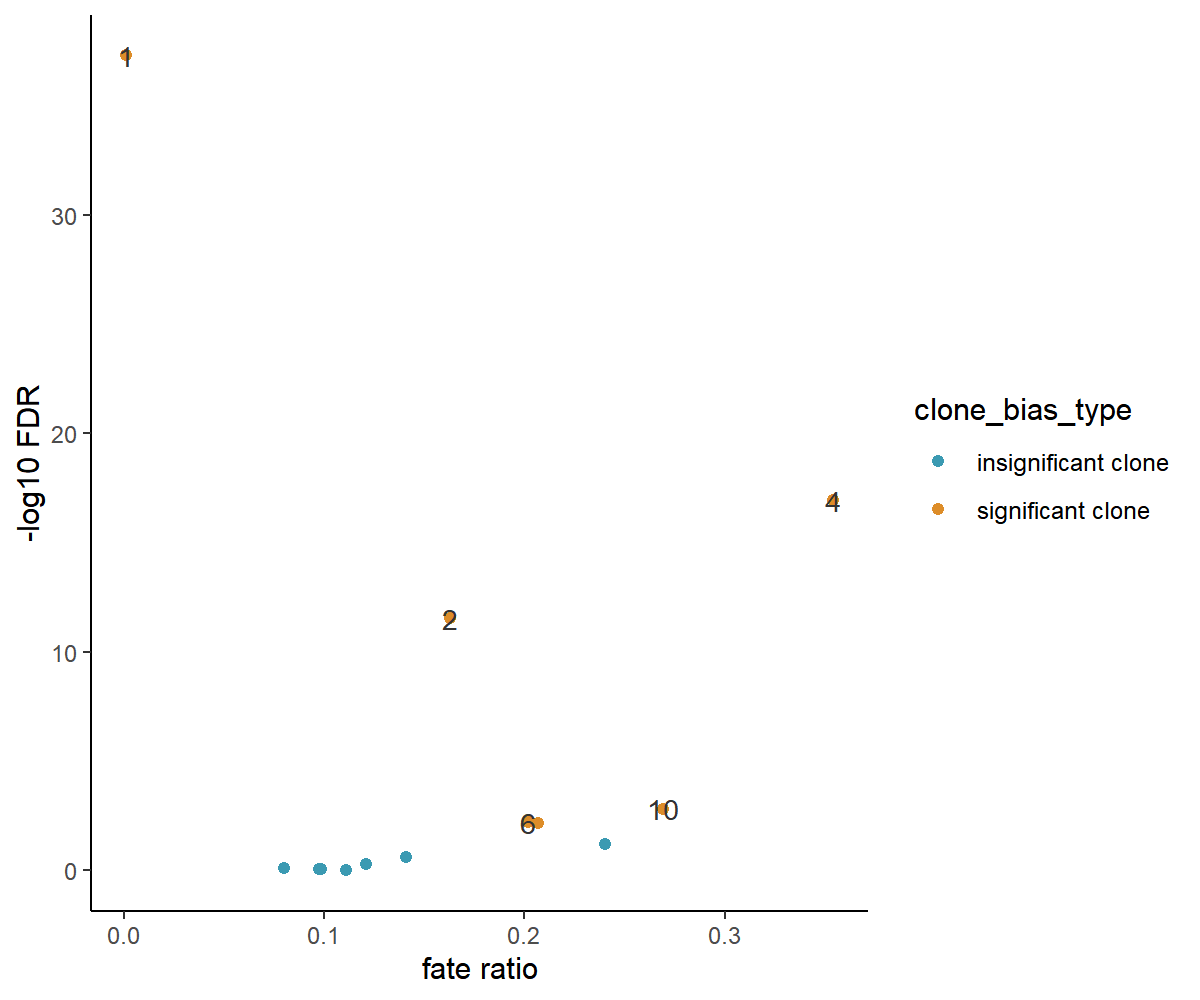 1
30
20
10
0
4
2
6
10
0.0
0.1
0.2
0.3
fate ratio
-log10 FDR
clone_bias_type
insignificant clone
significant clone